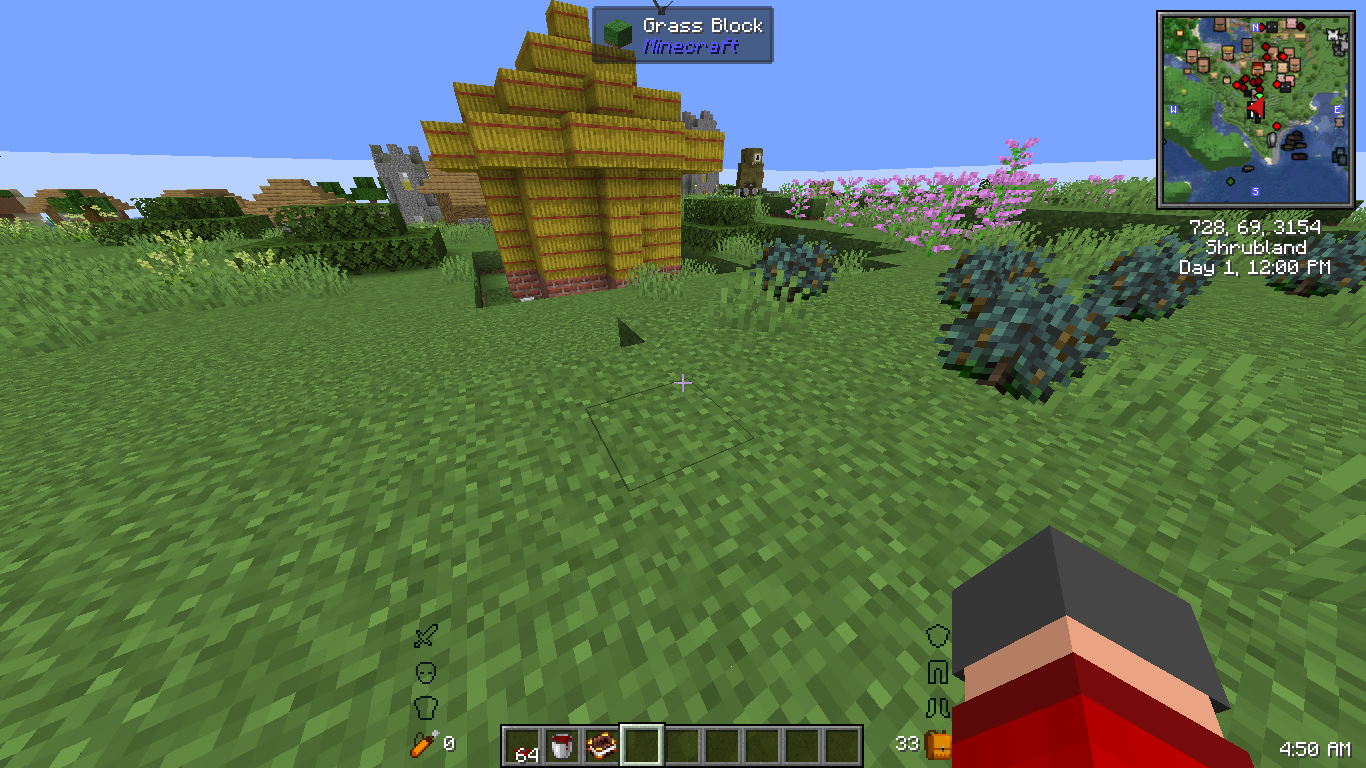 Grass Block
Minecraft
N
W
E
S
728, 69, 3154
Shrubland
Day 1, 12:00 PM
0
64
33
4:50 AM